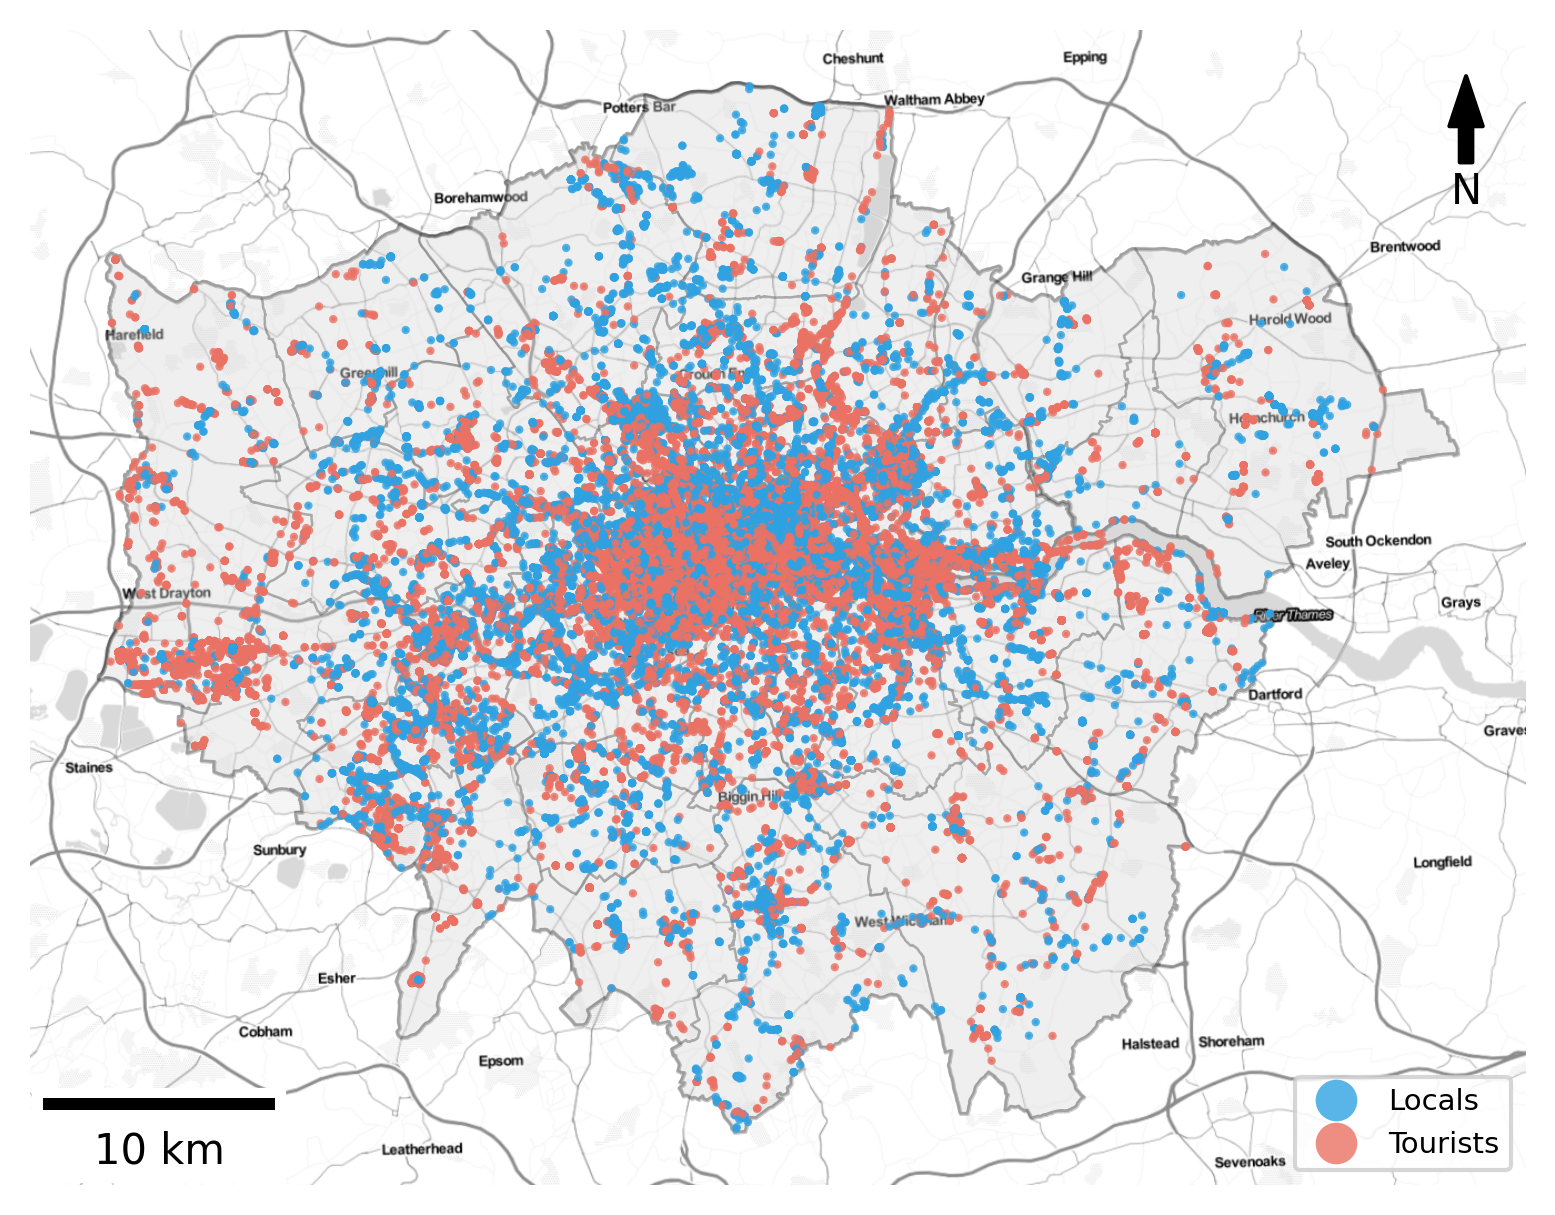 Cheshunt
Epping
Potters Bar
Waltham Abbey
Borehamwood
N
Brentwood
Grange Hill
Harefield
Harold Wood
Greenhill
Crouch End
Hornchurch
South Ockendon
Aveley
West Drayton
Grays
River Thames
Dartford
Graves
Staines
Biggin Hill
Sunbury
Longfield
West Wickham
Esher
Cobham
Halstead
Shoreham
Epsom
10 km
Locals
Tourists
Leatherhead
Sevenoaks